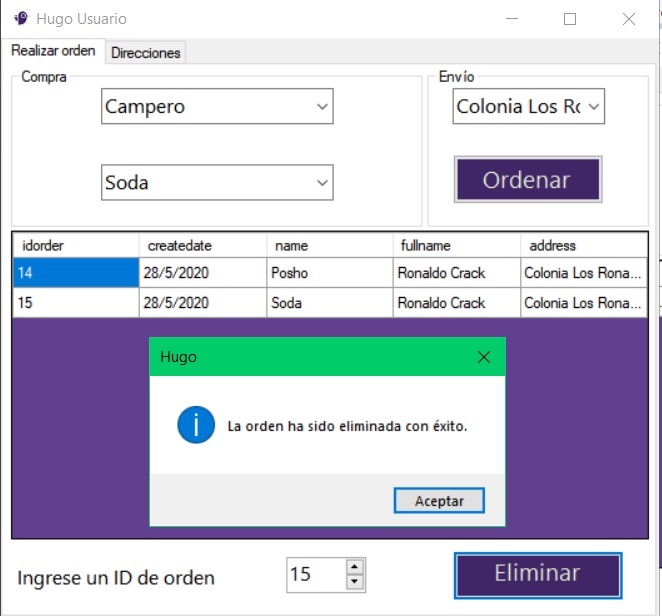 Hugo Usuario
Realizar orden Direcciones
Compra Envío
Campero Colonia Los Ro
Soda Ordenar
idorder createdate name fullname address
14 28/5/2020 Posho Ronaldo Crack Colonia Los Rona...
15 28/5/2020 Soda Ronaldo Crack Colonia Los Rona...
Hugo
La orden ha sido eliminada con éxito.
Aceptar
Ingrese un ID de orden 15 Eliminar